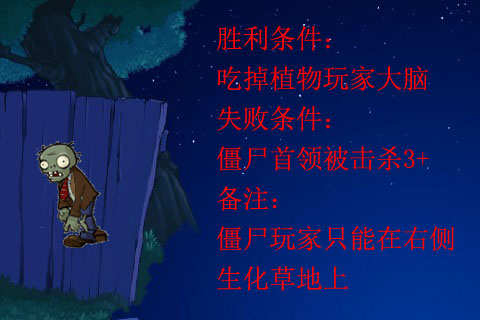 胜利条件：
吃掉植物玩家大脑
失败条件：
僵尸首领被击杀3+
备注：
僵尸玩家只能在右侧
生化草地上